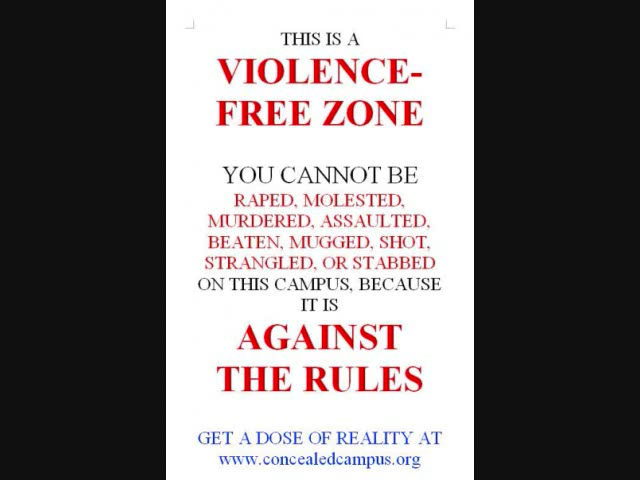 THIS IS A
VIOLENCE-
FREE ZONE
YOU CANNOT BE
RAPED, MOLESTED,
MURDERED, ASSAULTED,
BEATEN, MUGGED, SHOT,
STRANGLED, OR STABBED
ON THIS CAMPUS, BECAUSE
IT IS
AGAINST
THE RULES
GET A DOSE OF REALITY AT
www.concealedcampus.org